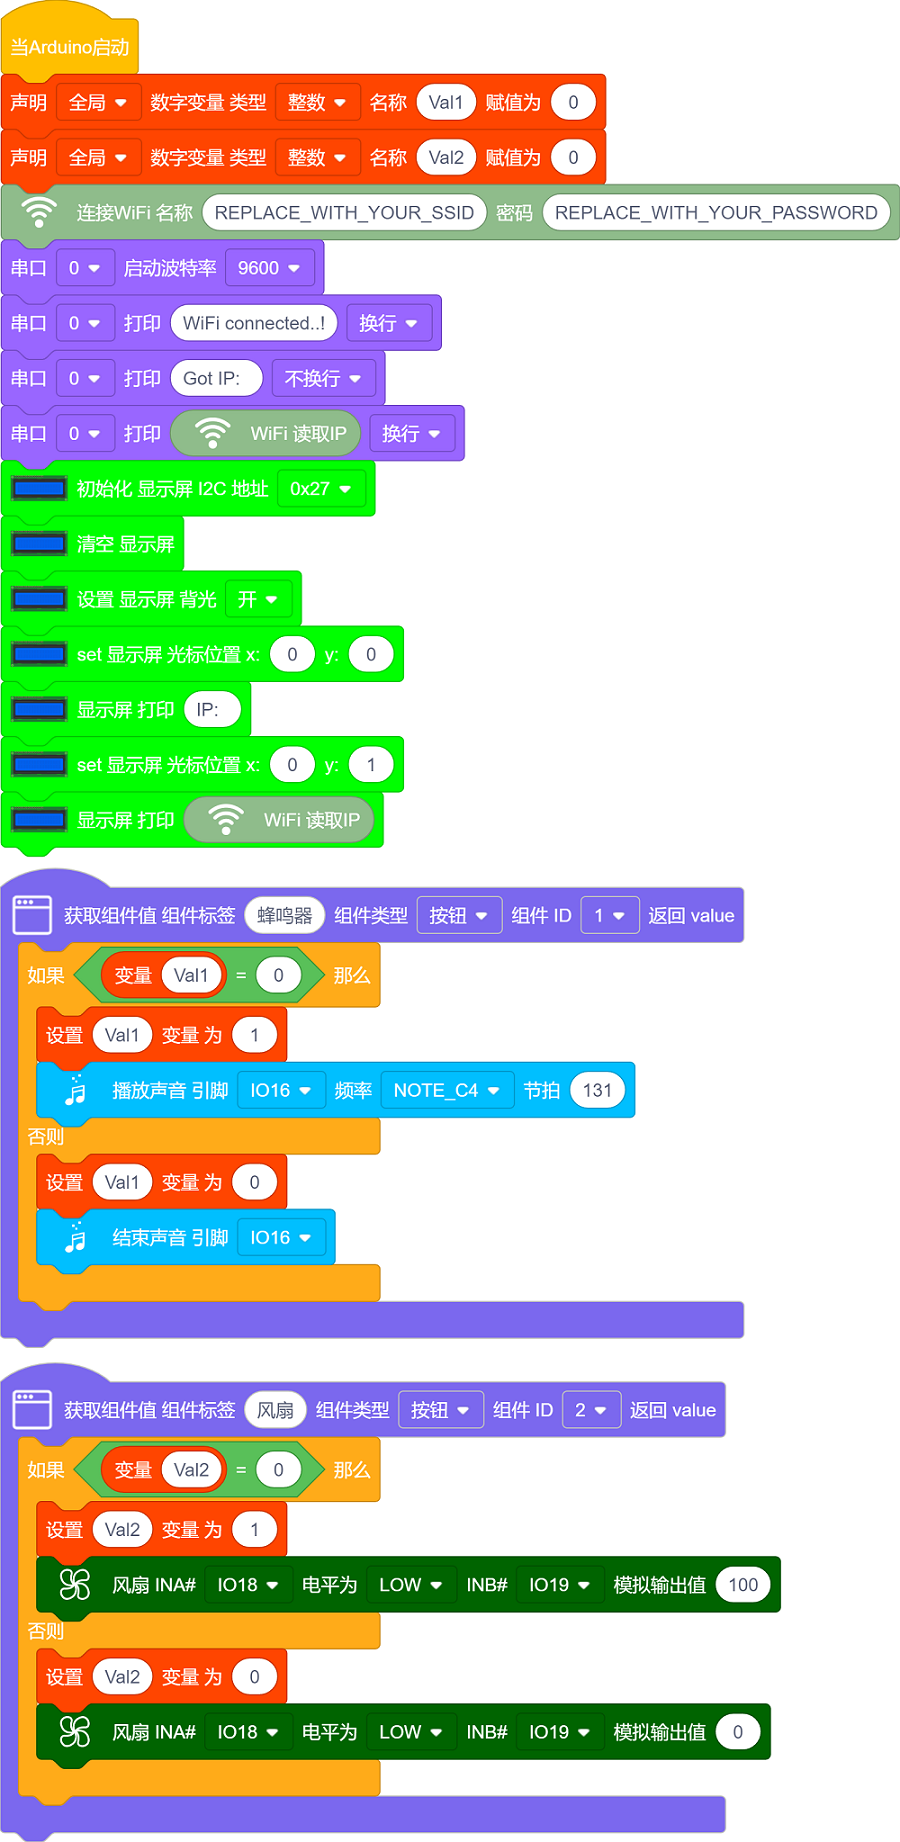 当Arduino启动
声明 全局 数字变量 类型 整数 名称 Val1 赋值为 0
声明 全局 数字变量 类型 整数 名称 Val2 赋值为 0
连接WiFi 名称 REPLACE_WITH_YOUR_SSID 密码 REPLACE_WITH_YOUR_PASSWORD
串口 0 启动波特率 9600
串口 0 打印 WiFi connected..! 换行
串口 0 打印 Got IP: 不换行
串口 0 打印 WiFi 读取IP 换行
初始化 显示屏 I2C 地址 0x27
清空 显示屏
设置 显示屏 背光 开
set 显示屏 光标位置 x: 0 y: 0
显示屏 打印 IP:
set 显示屏 光标位置 x: 0 y: 1
显示屏 打印 WiFi 读取IP
获取组件值 组件标签 蜂鸣器 组件类型 按钮 组件 ID 1 返回 value
如果 变量 Val1 = 0 那么
设置 Val1 变量 为 1
播放声音 引脚 IO16 频率 NOTE_C4 节拍 131
否则
设置 Val1 变量 为 0
结束声音 引脚 IO16
获取组件值 组件标签 风扇 组件类型 按钮 组件 ID 2 返回 value
如果 变量 Val2 = 0 那么
设置 Val2 变量 为 1
风扇 INA# IO18 电平为 LOW INB# IO19 模拟输出值 100
否则
设置 Val2 变量 为 0
风扇 INA# IO18 电平为 LOW INB# IO19 模拟输出值 0